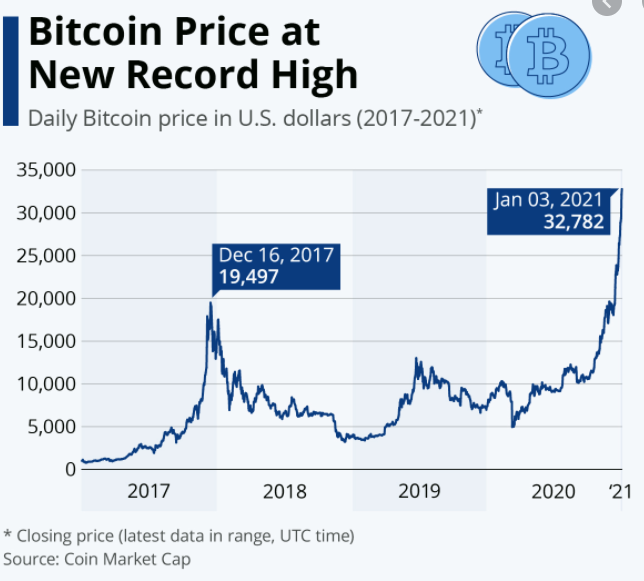 Bitcoin Price at
New Record High
Daily Bitcoin price in U.S. dollars (2017-2021)*
35,000
30,000
25,000
20,000
15,000
10,000
5,000
0
Dec 16, 2017
19,497
Jan 03, 2021
32,782
2017 2018 2019 2020 ‘21
* Closing price (latest data in range, UTC time)
Source: Coin Market Cap